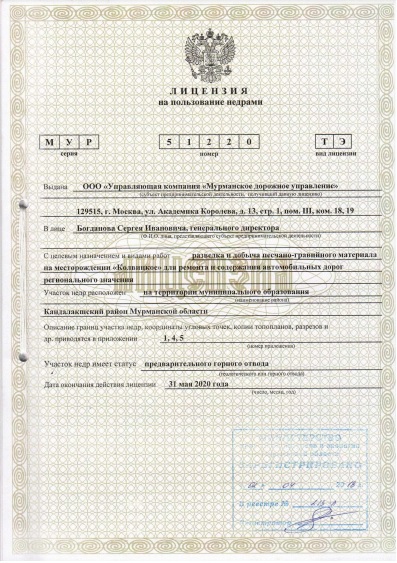 ЛИЦЕНЗИЯ
на пользование недрами
М У Р 5 1 2 2 0 Т Э
серия номер вид лицензии
Выдана ООО «Управляющая компания «Мурманское дорожное управление»
(субъект предпринимательской деятельности, получивший данную лицензию)
129515, г. Москва, ул. Академика Королева, д. 13, стр. 1, пом. III, ком. 18, 19
В лице Богданова Сергея Ивановича, генерального директора
(Ф.И.О. лица, представляющего субъект предпринимательской деятельности)
С целевым назначением и видами работ разведка и добыча песчано-гравийного материала
на месторождении «Колвицкое» для ремонта и содержания автомобильных дорог
регионального значения
Участок недр расположен на территории муниципального образования
Кандалакшский район Мурманской области
Описание границ участка недр, координаты угловых точек, копии топопланов, разрезов и
др. приводятся в приложении 1, 4, 5
(номер приложения)
Участок недр имеет статус предварительного горного отвода
(геологического или горного отвода)
Дата окончания действия лицензии 31 мая 2020 года
(число, месяц, год)
ЗАРЕГИСТРИРОВАНО
В реестре №